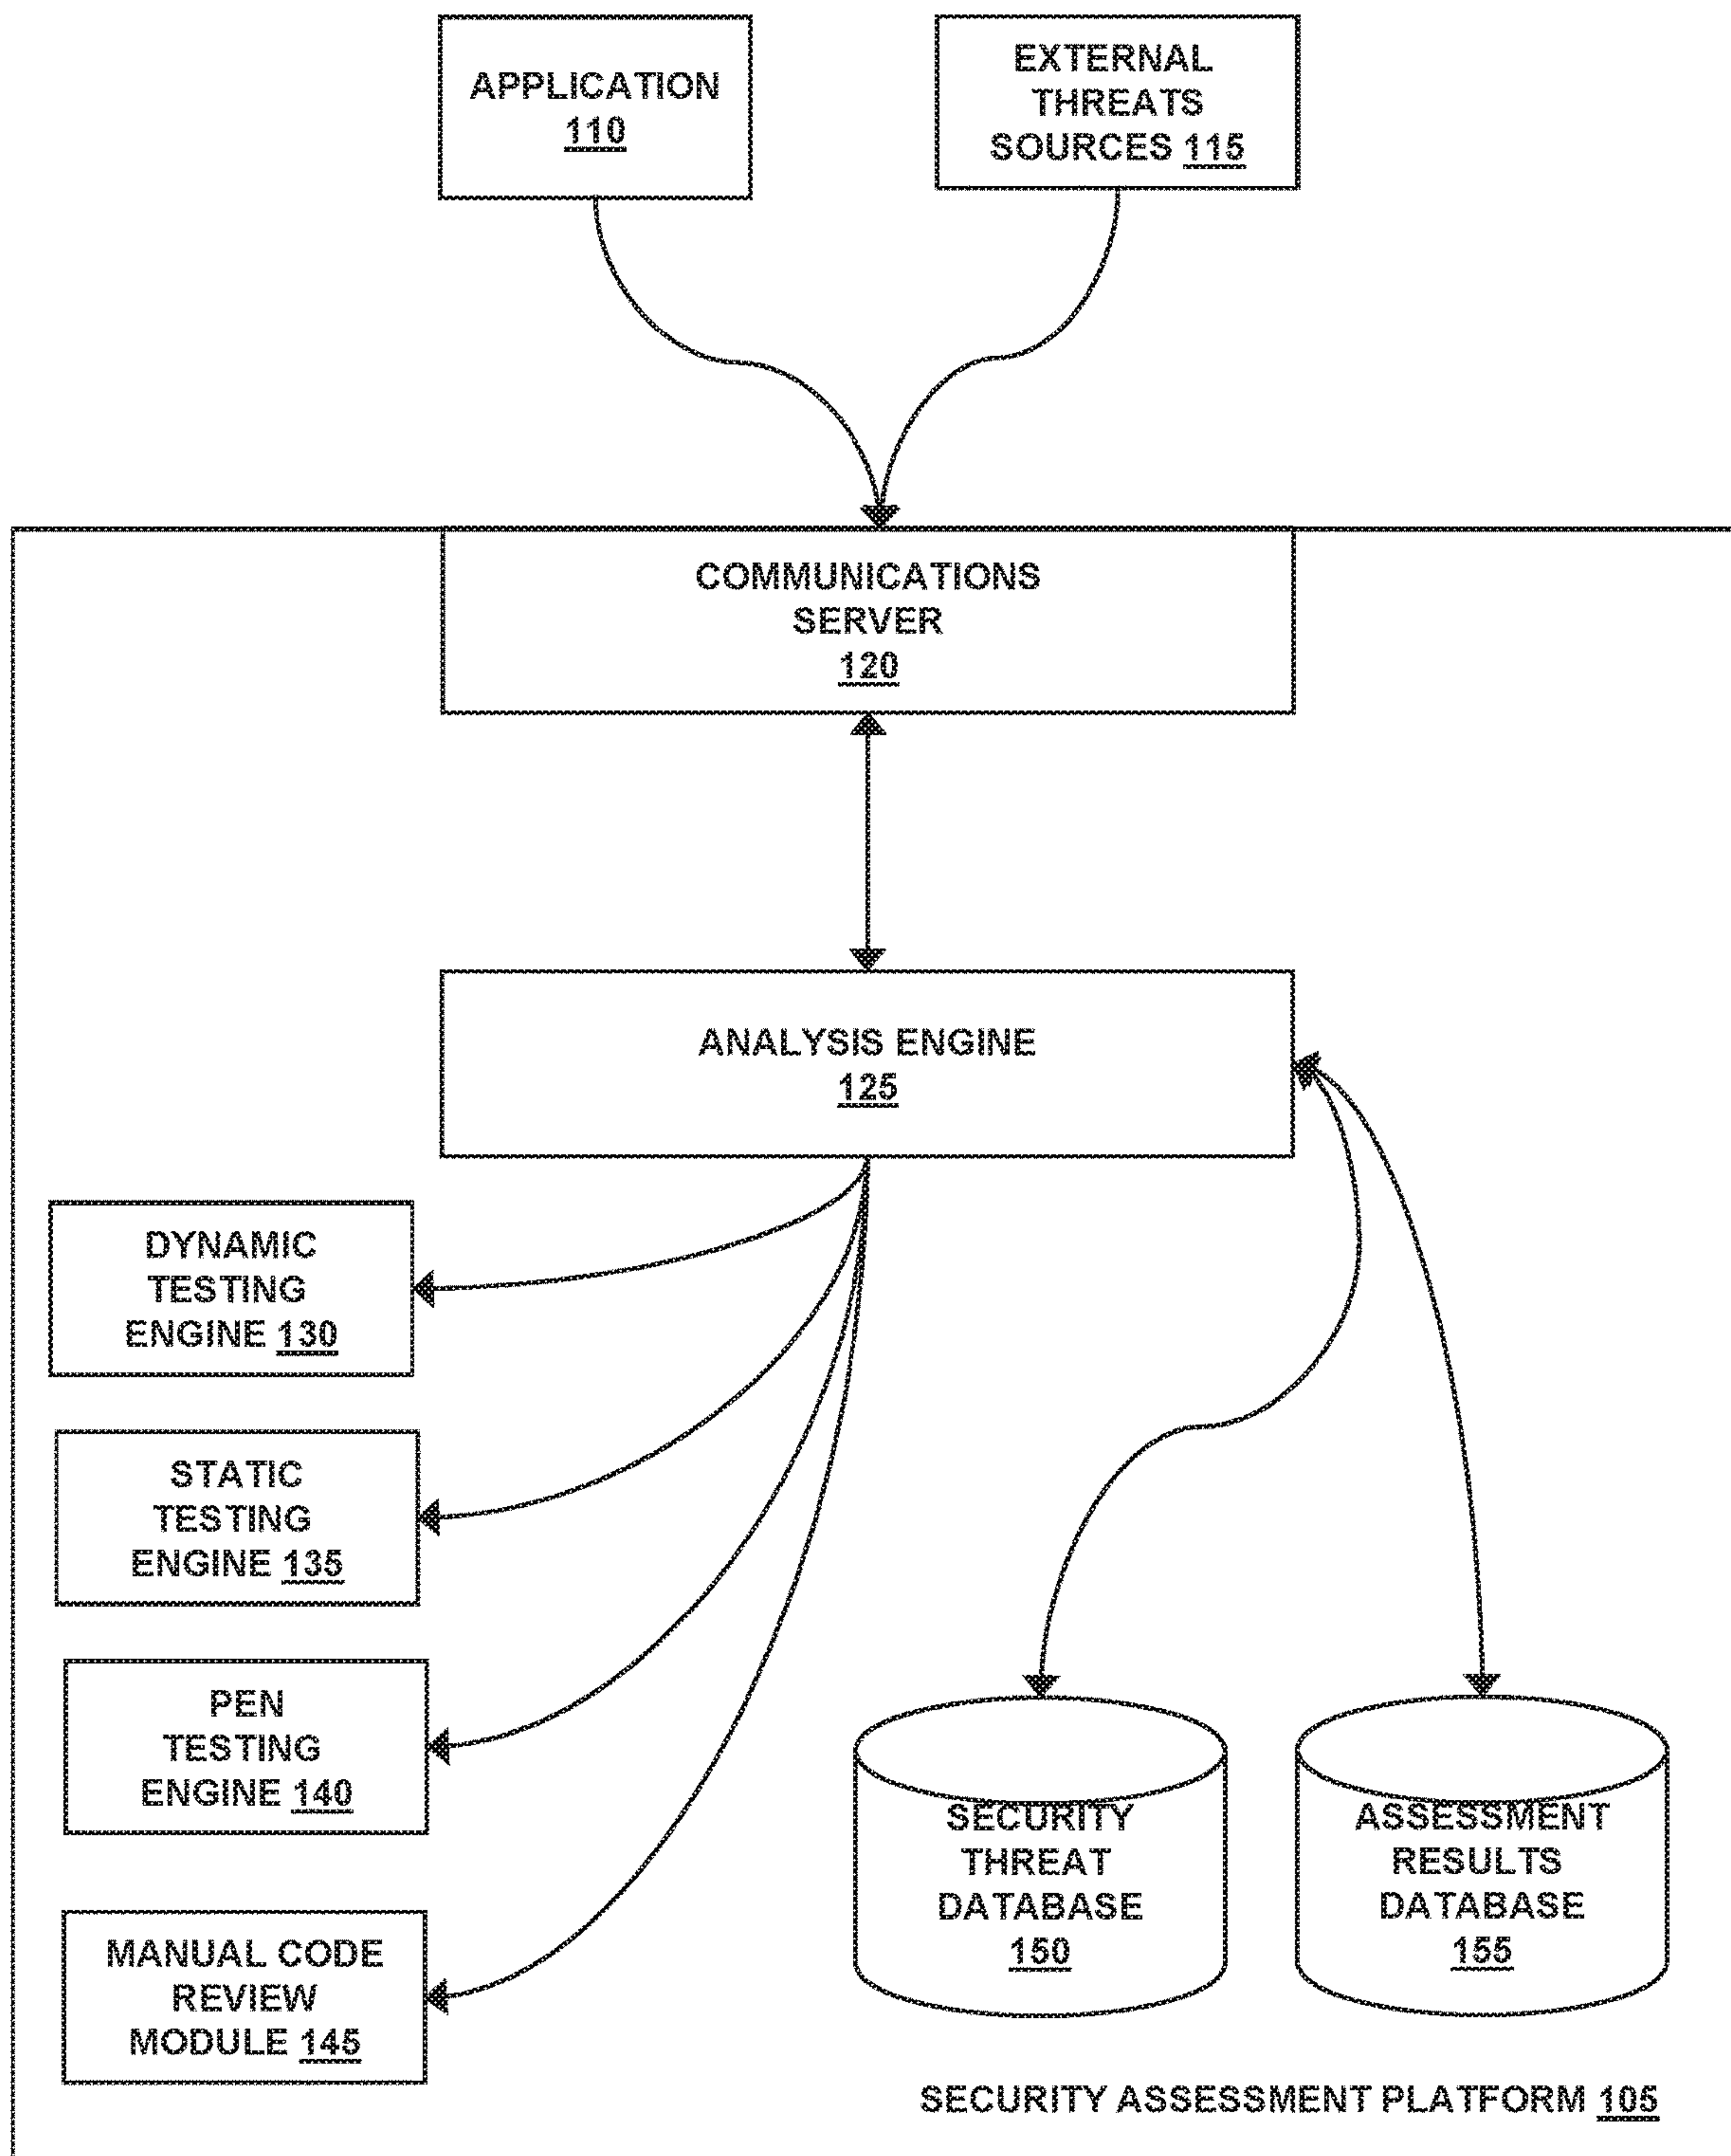 APPLICATION
110
EXTERNAL
THREATS
SOURCES 115
COMMUNICATIONS
SERVER
120
ANALYSIS ENGINE
125
DYNAMIC
TESTING
ENGINE 130
STATIC
TESTING
ENGINE 135
PEN
TESTING
ENGINE 140
MANUAL CODE
REVIEW
MODULE 145
SECURITY
THREAT
DATABASE
150
ASSESSMENT
RESULTS
DATABASE
155
SECURITY ASSESSMENT PLATFORM 105